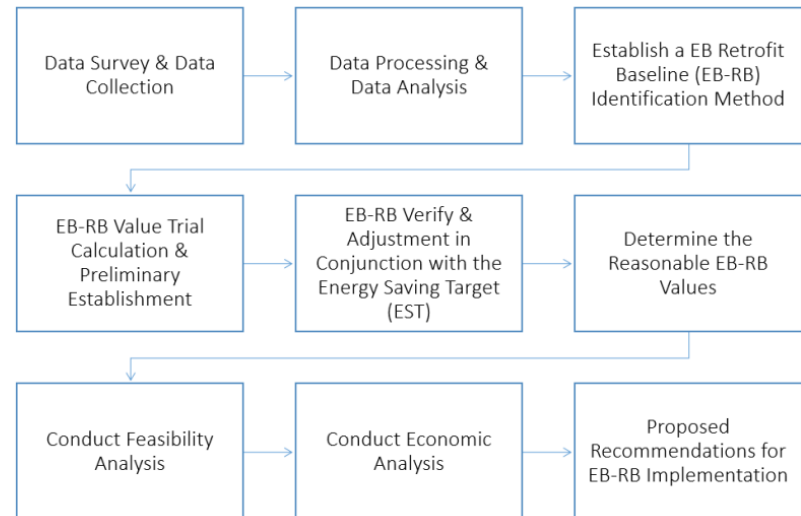 Data Survey & Data
Collection
Data Processing &
Data Analysis
Establish a EB Retrofit
Baseline (EB-RB)
Identification Method
EB-RB Value Trial
Calculation &
Preliminary
Establishment
EB-RB Verify &
Adjustment in
Conjunction with the
Energy Saving Target
(EST)
Determine the
Reasonable EB-RB
Values
Conduct Feasibility
Analysis
Conduct Economic
Analysis
Proposed
Recommendations for
EB-RB Implementation